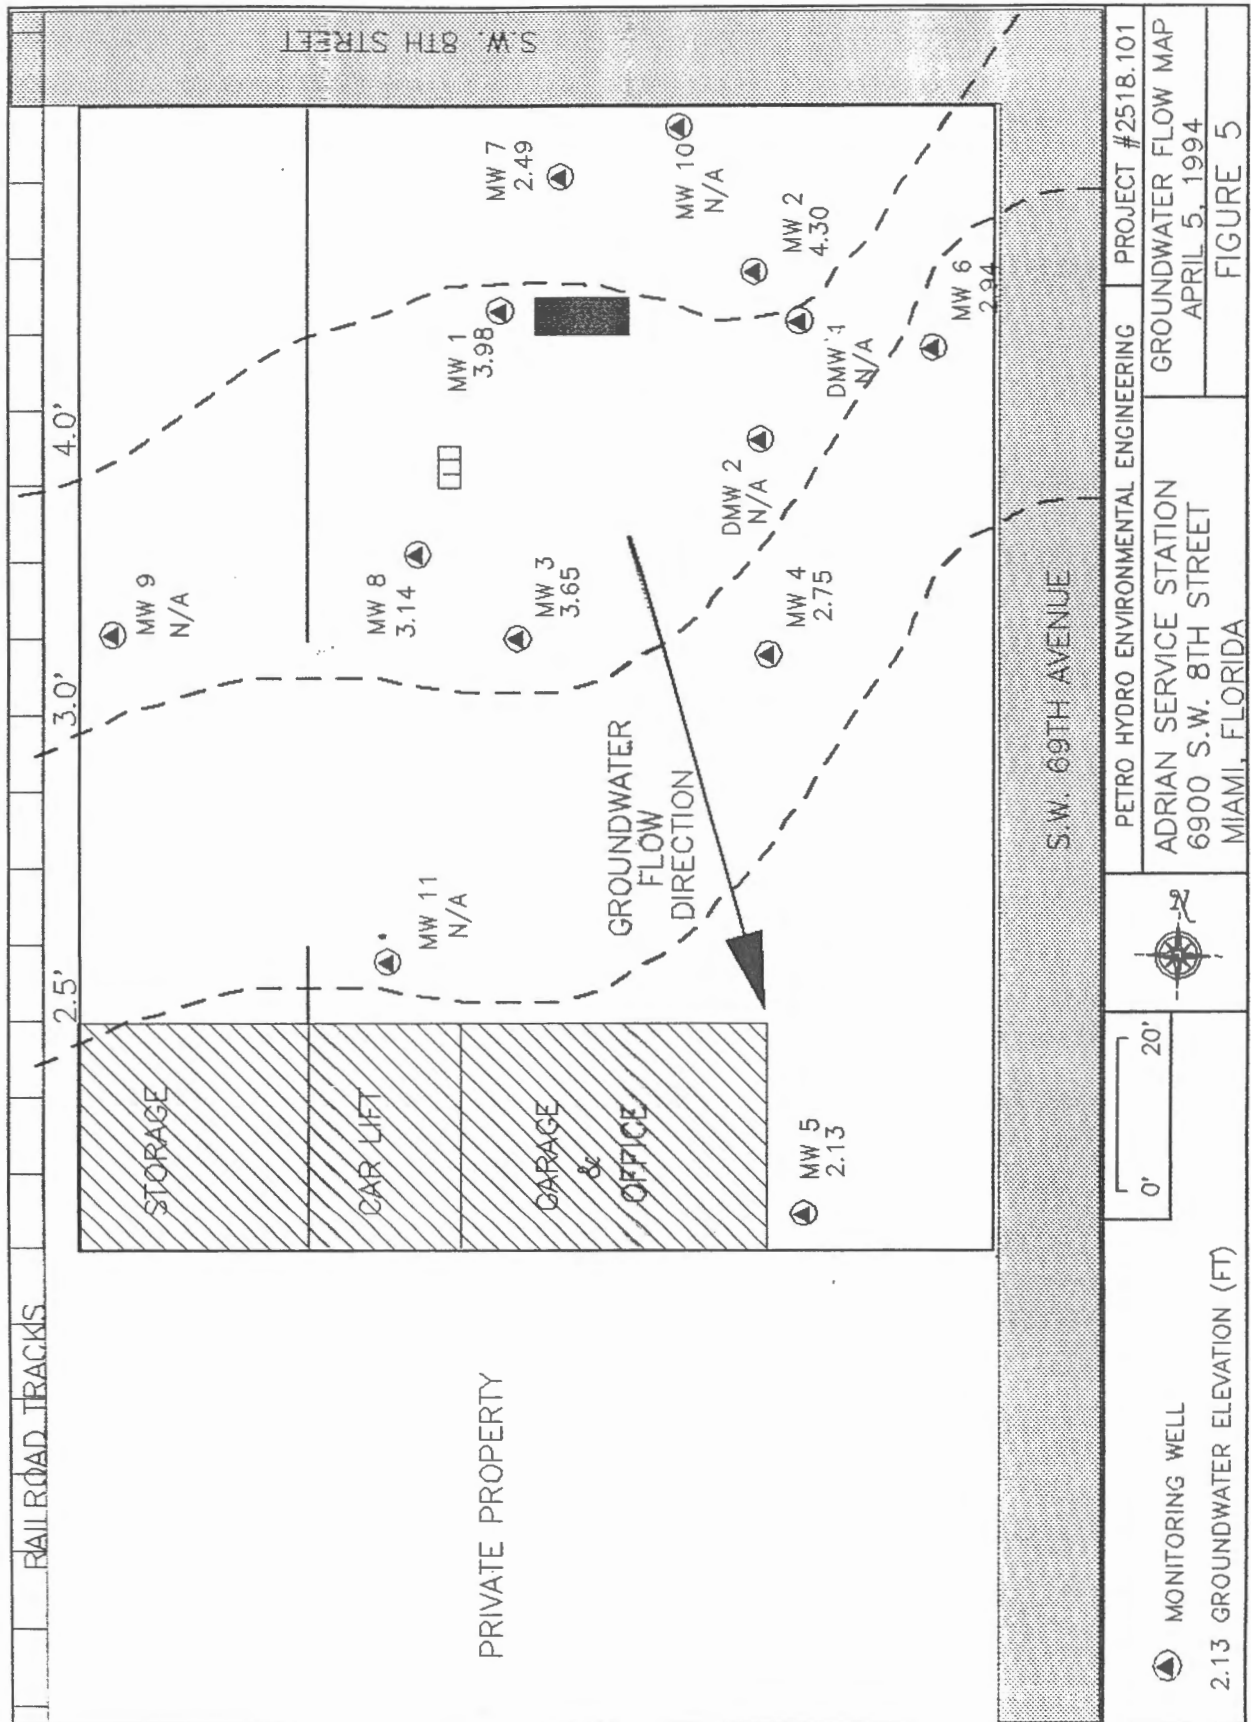 S.W. 8TH STREET
RAILROAD TRACKS
4.0'
3.0'
2.5'
MW 9
N/A
MW 7
2.49
MW 10
N/A
MW 1
3.98
MW 2
4.30
MW 8
3.14
MW 3
3.65
DMW 1
N/A
DMW 2
N/A
MW 6
2.94
MW 4
2.75
MW 11
N/A
GROUNDWATER
FLOW
DIRECTION
STORAGE
CAR LIFT
GARAGE
&
OFFICE
MW 5
2.13
PRIVATE PROPERTY
S.W. 69TH AVENUE
MONITORING WELL
2.13 GROUNDWATER ELEVATION (FT)
0' 20'
N
PETRO HYDRO ENVIRONMENTAL ENGINEERING
PROJECT #2518.101
ADRIAN SERVICE STATION
6900 S.W. 8TH STREET
MIAMI, FLORIDA
GROUNDWATER FLOW MAP
APRIL 5, 1994
FIGURE 5